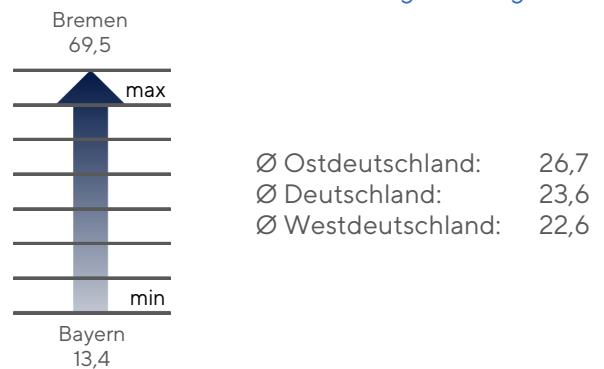 Bremen
69,5
max
Ø Ostdeutschland: 26,7
Ø Deutschland: 23,6
Ø Westdeutschland: 22,6
min
Bayern
13,4